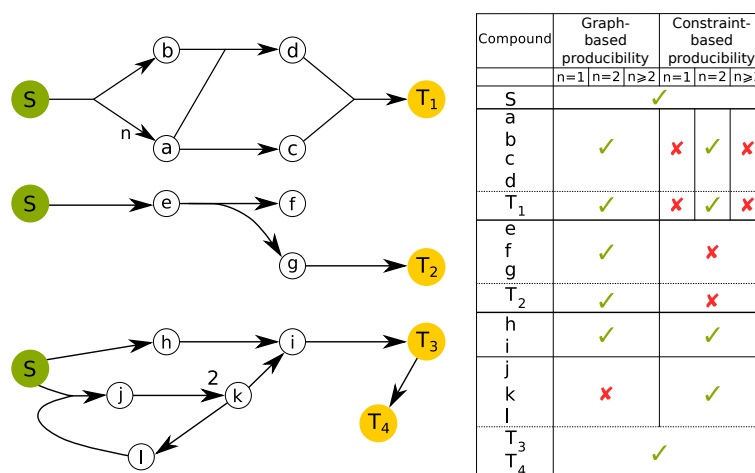 b
d
S
T1
n
a
c
S
e
f
g
T2
h
i
T3
S
j
2
k
T4
l
Compound
Graph-
based
producibility
Constraint-
based
producibility
n=1 n=2 n⩾2 n=1 n=2
S ✓
a
b
c
d
✓ ✘ ✓ ✘
T1 ✓ ✘ ✓ ✘
e
f
g
✓ ✘
T2 ✓ ✘
h
i
✓ ✓
j
k
l
✘ ✓
T3
T4
✓